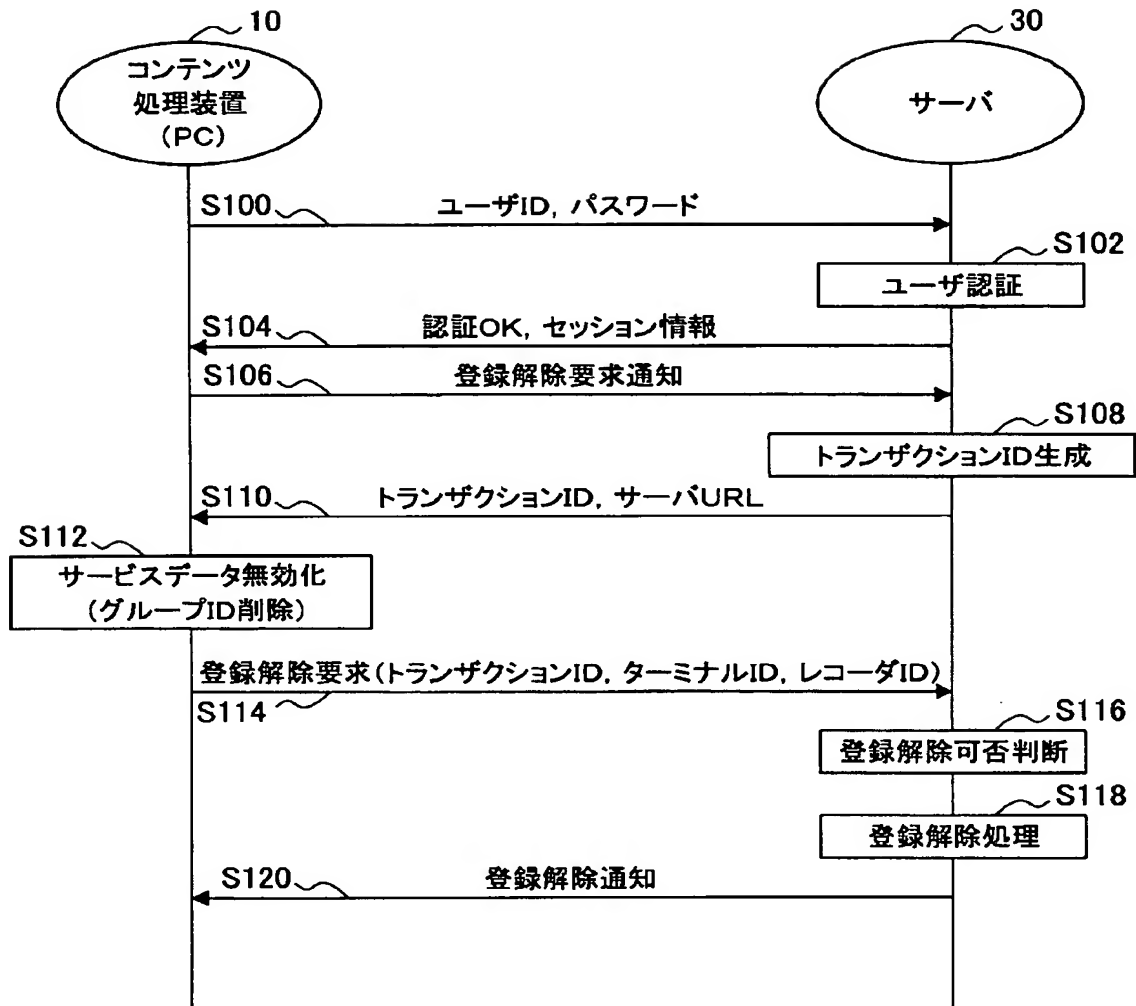 10
30
コンテンツ
処理装置
(PC)
サーバ
S100
ユーザID, パスワード
S102
ユーザ認証
S104
認証OK, セッション情報
S106
登録解除要求通知
S108
トランザクションID生成
S110
トランザクションID, サーバURL
S112
サービスデータ無効化
(グループID削除)
登録解除要求(トランザクションID, ターミナルID, レコーダID)
S114
S116
登録解除可否判断
S118
登録解除処理
S120
登録解除通知